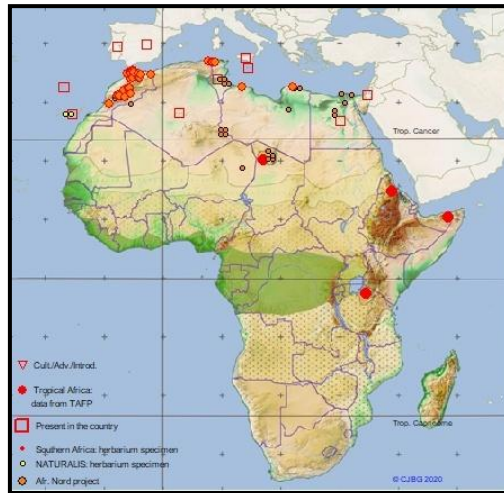 Trop. Cancer
Cult./Adv./Introd.
Tropical Africa:
data from TAFP
Trop. Capricorne
Present in the country
Southern Africa: herbarium specimen
NATURALIS: herbarium specimen
Afr. Nord project
© CJBG 2020